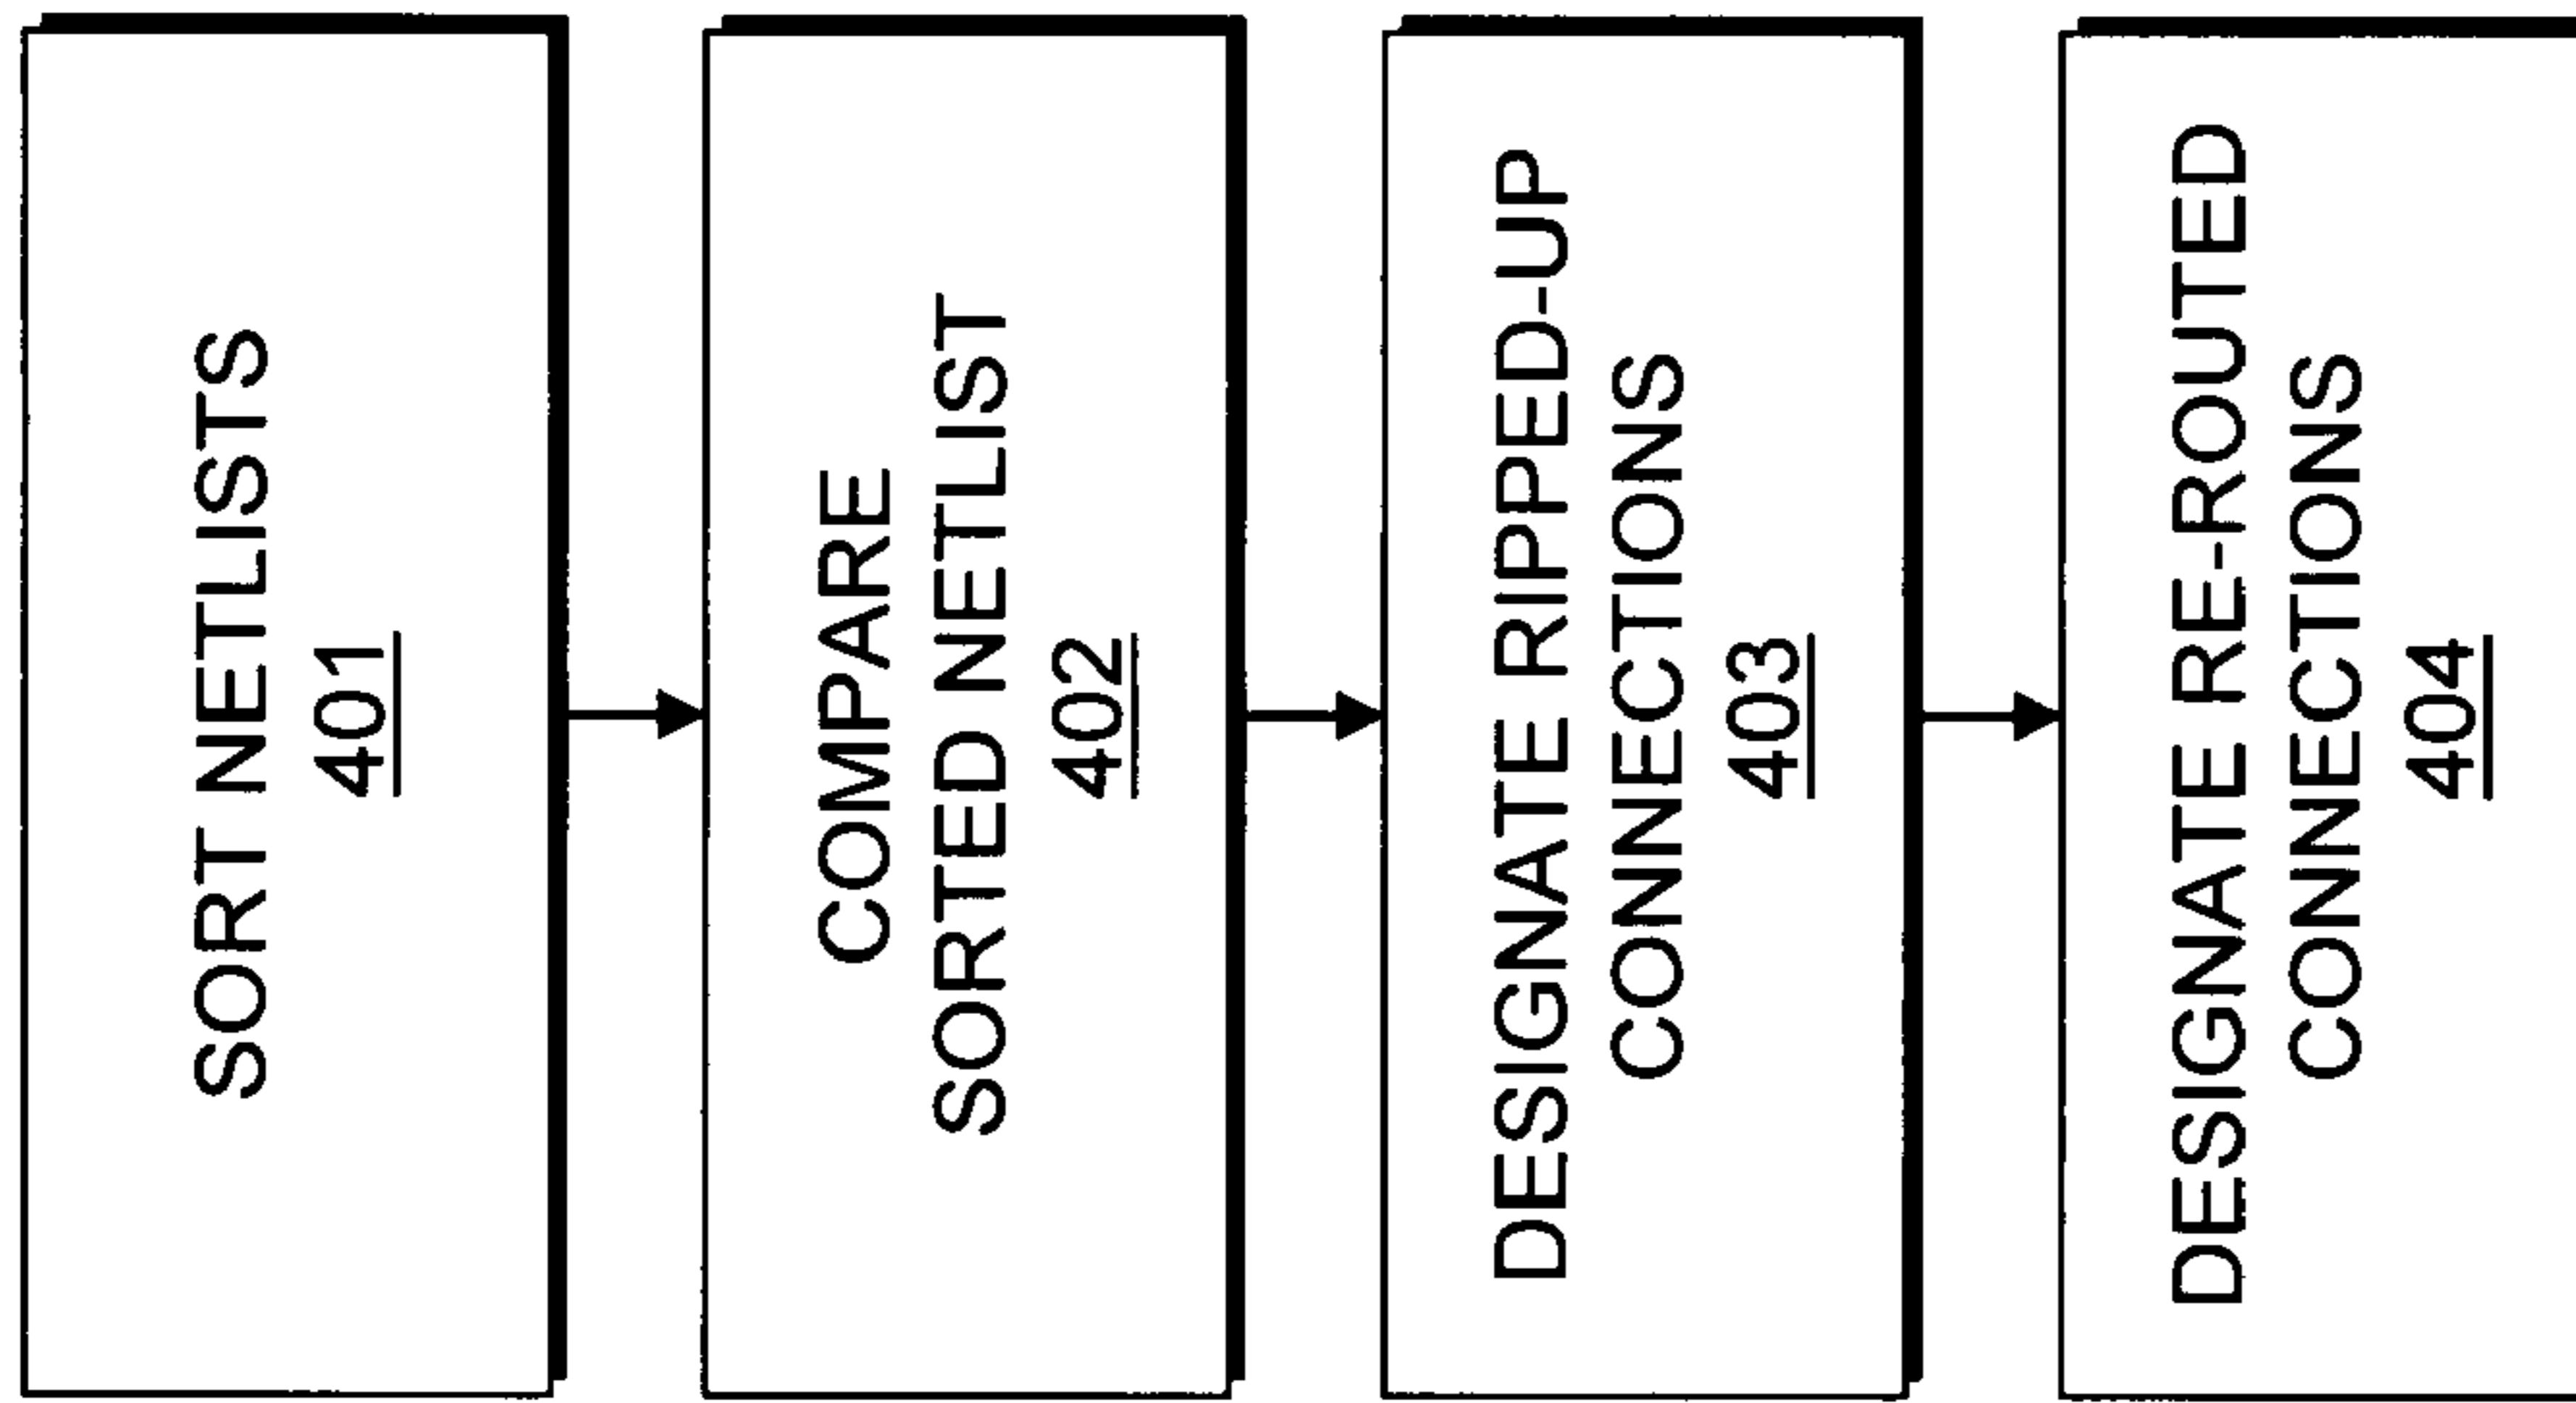 SORT NETLISTS
401
COMPARE
SORTED NETLIST
402
DESIGNATE RIPPED-UP
CONNECTIONS
403
DESIGNATE RE-ROUTED
CONNECTIONS
404